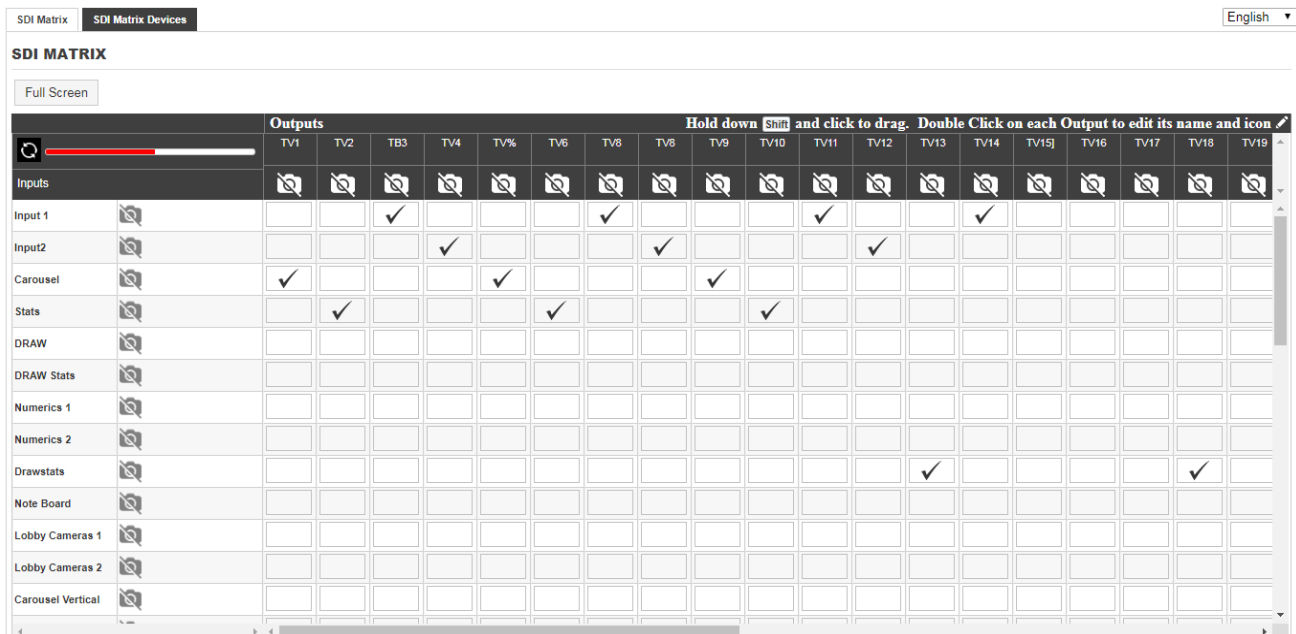 SDI Matrix SDI Matrix Devices English
SDI MATRIX
Full Screen
Outputs Hold down Shift and click to drag. Double Click on each Output to edit its name and icon
TV1 TV2 TB3 TV4 TV% TV6 TV8 TV8 TV9 TV10 TV11 TV12 TV13 TV14 TV15] TV16 TV17 TV18 TV19
Inputs
Input 1
Input2
Carousel
Stats
DRAW
DRAW Stats
Numerics 1
Numerics 2
Drawstats
Note Board
Lobby Cameras 1
Lobby Cameras 2
Carousel Vertical